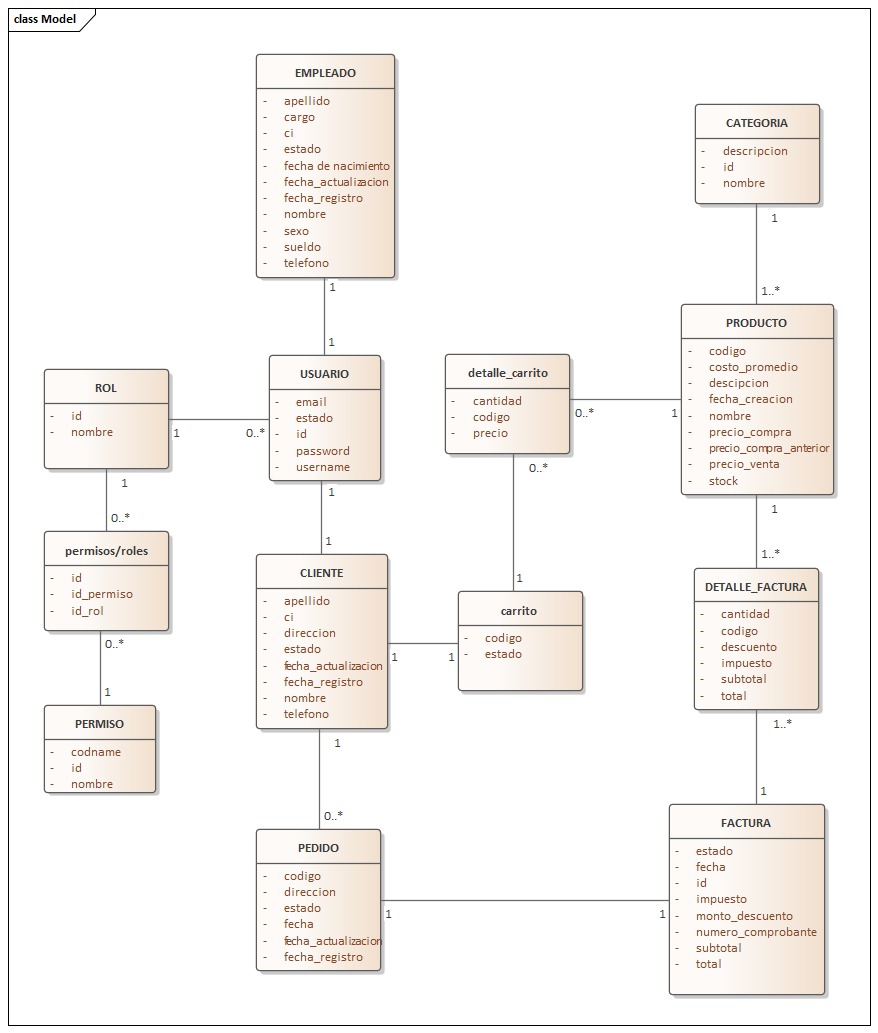 class Model
EMPLEADO
- apellido
- cargo
- ci
- estado
- fecha de nacimiento
- fecha_actualizacion
- fecha_registro
- nombre
- sexo
- sueldo
- telefono
1
1
CATEGORIA
- descripcion
- id
- nombre
1
1..*
ROL
- id
- nombre
1
0..*
USUARIO
- email
- estado
- id
- password
- username
detalle_carrito
- cantidad
- codigo
- precio
0..*
1
PRODUCTO
- codigo
- costo_promedio
- descipcion
- fecha_creacion
- nombre
- precio_compra
- precio_compra_anterior
- precio_venta
- stock
1
0..*
1
1
0..*
1
1
1..*
permisos/roles
- id
- id_permiso
- id_rol
0..*
1
CLIENTE
- apellido
- ci
- direccion
- estado
- fecha_actualizacion
- fecha_registro
- nombre
- telefono
1
1
carrito
- codigo
- estado
DETALLE_FACTURA
- cantidad
- codigo
- descuento
- impuesto
- subtotal
- total
1..*
1
PERMISO
- codname
- id
- nombre
1
0..*
PEDIDO
- codigo
- direccion
- estado
- fecha
- fecha_actualizacion
- fecha_registro
1
1
FACTURA
- estado
- fecha
- id
- impuesto
- monto_descuento
- numero_comprobante
- subtotal
- total